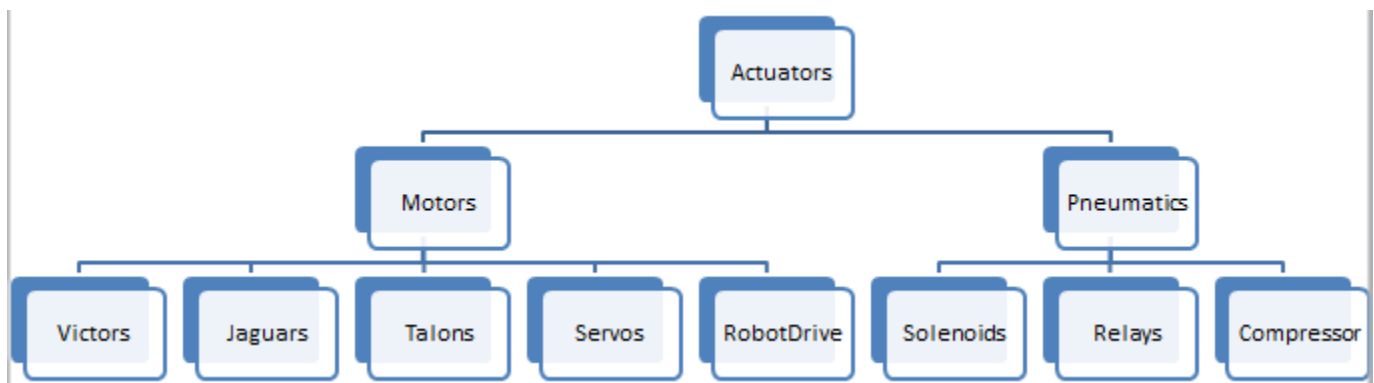 Actuators
Motors
Pneumatics
Victors
Jaguars
Talons
Servos
RobotDrive
Solenoids
Relays
Compressor